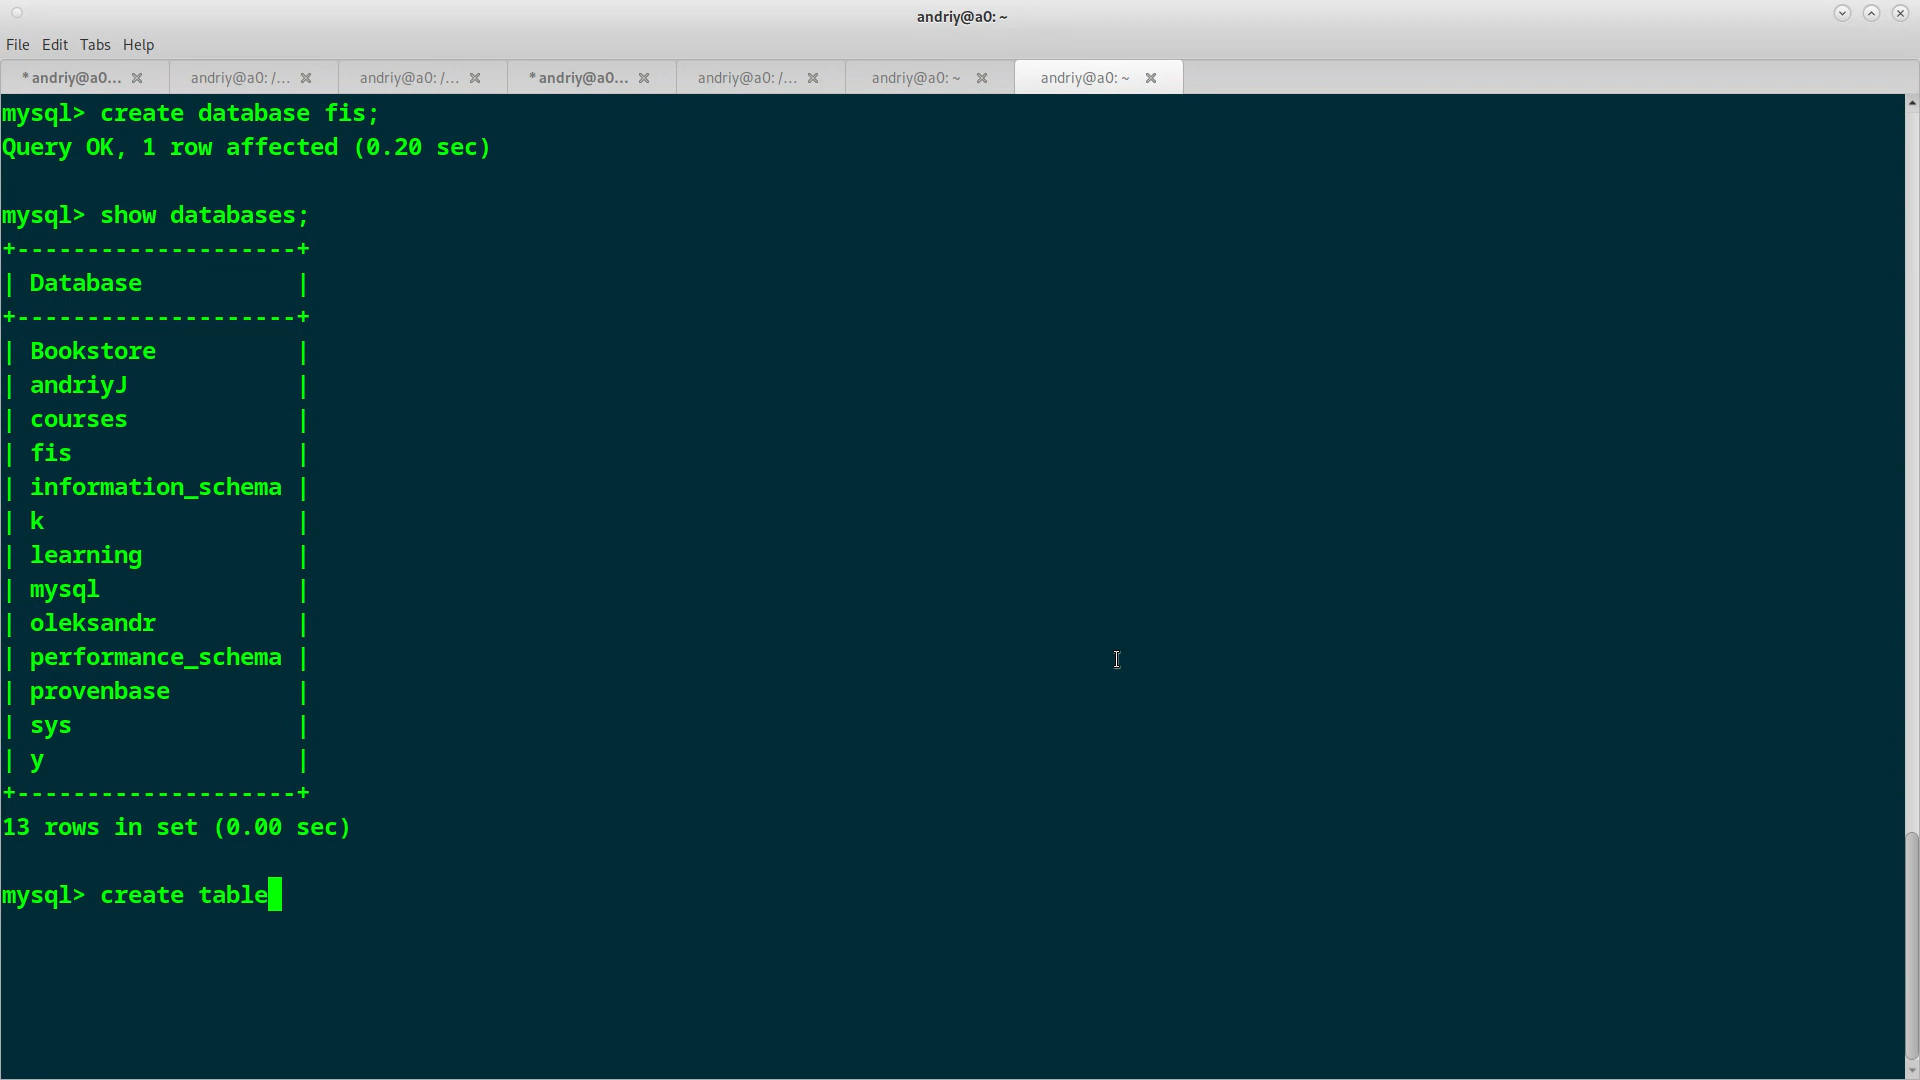 andriy@a0: ~
File Edit Tabs Help
* andriy@a0... andriy@a0: /... andriy@a0: /... * andriy@a0... andriy@a0: /... andriy@a0: ~ andriy@a0: ~
mysql> create database fis;
Query OK, 1 row affected (0.20 sec)
mysql> show databases;
+--------------------+
| Database           |
+--------------------+
| Bookstore          |
| andriyJ            |
| courses            |
| fis                |
| information_schema |
| k                  |
| learning           |
| mysql              |
| oleksandr          |
| performance_schema |
| provenbase         |
| sys                |
| y                  |
+--------------------+
13 rows in set (0.00 sec)
mysql> create table